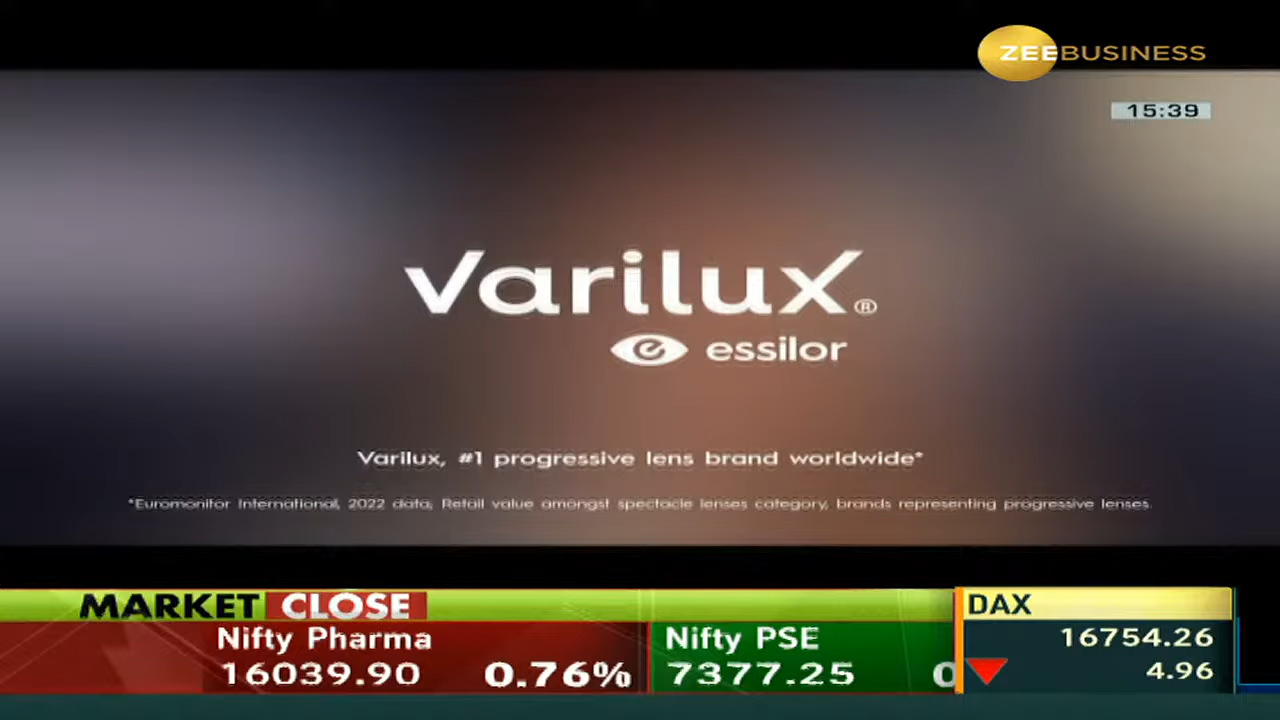 ZEEBUSINESS
15:39
varilux®
essilor
Varilux, #1 progressive lens brand worldwide*
*Euromonitor International, 2022 data, Retail value amongst spectacle lenses category, brands representing progressive lenses.
MARKET CLOSE
DAX
Nifty Pharma
Nifty PSE
16754.26
16039.90 0.76%
7377.25 0
4.96